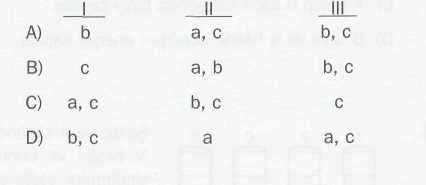 I II III
A) b a, c b, c
B) c a, b b, c
C) a, c b, c c
D) b, c a a, c